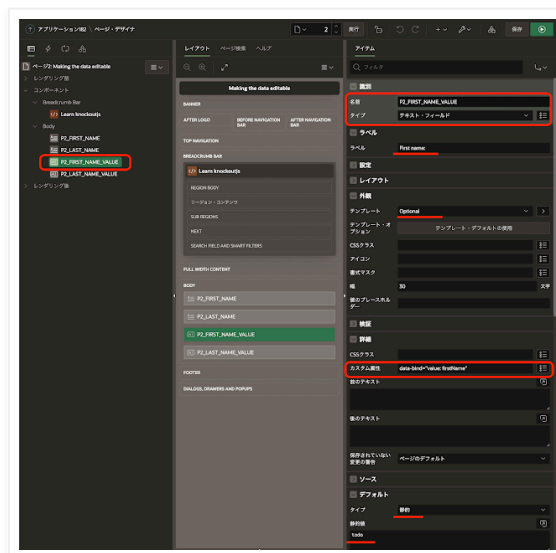 アプリケーション182 \ ページ・デザイナ
2
実行
保存
ページ2: Making the data editable
レンダリング前
コンポーネント
Breadcrumb Bar
Learn knockoutjs
Body
P2_FIRST_NAME
P2_LAST_NAME
P2_FIRST_NAME_VALUE
P2_LAST_NAME_VALUE
レンダリング後
レイアウト ページ検索 ヘルプ
Making the data editable
BANNER
AFTER LOGO
BEFORE NAVIGATION BAR
AFTER NAVIGATION BAR
TOP NAVIGATION
BREADCRUMB BAR
Learn knockoutjs
REGION BODY
リージョン・コンテンツ
SUB REGIONS
NEXT
SEARCH FIELD AND SMART FILTERS
FULL WIDTH CONTENT
BODY
P2_FIRST_NAME
P2_LAST_NAME
P2_FIRST_NAME_VALUE
P2_LAST_NAME_VALUE
FOOTER
DIALOGS, DRAWERS AND POPUPS
アイテム
フィルタ
識別
名前 P2_FIRST_NAME_VALUE
タイプ テキスト・フィールド
ラベル
ラベル First name:
設定
レイアウト
外観
テンプレート Optional
テンプレート・オプション テンプレート・デフォルトの使用
CSSクラス
アイコン
書式マスク
幅 30 文字
値のプレースホルダー
検証
詳細
CSSクラス
カスタム属性 data-bind="value: firstName"
前のテキスト
後のテキスト
保存されていない変更の警告 ページのデフォルト
ソース
デフォルト
タイプ 静的
静的値
todo